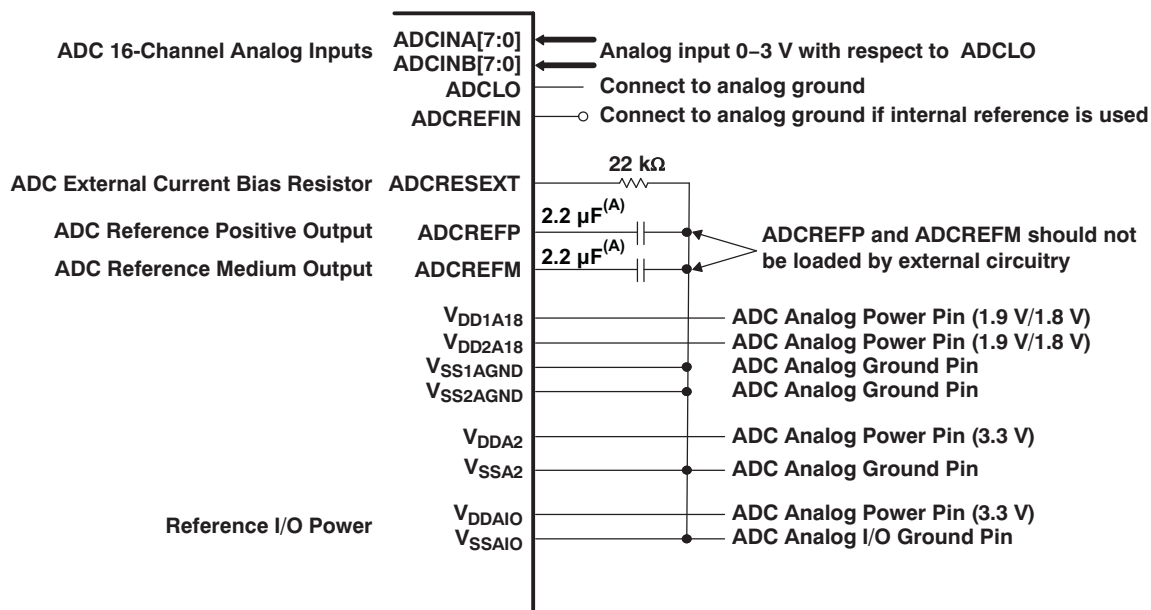 ADC 16-Channel Analog Inputs
ADCINA[7:0]
ADCINB[7:0]
Analog input 0−3 V with respect to ADCLO
ADCLO
Connect to analog ground
ADCREFIN
Connect to analog ground if internal reference is used
22 kΩ
ADC External Current Bias Resistor
ADCRESEXT
2.2 μF(A)
ADC Reference Positive Output
ADCREFP
2.2 μF(A)
ADC Reference Medium Output
ADCREFM
ADCREFP and ADCREFM should not
be loaded by external circuitry
VDD1A18
ADC Analog Power Pin (1.9 V/1.8 V)
VDD2A18
ADC Analog Power Pin (1.9 V/1.8 V)
VSS1AGND
ADC Analog Ground Pin
VSS2AGND
ADC Analog Ground Pin
VDDA2
ADC Analog Power Pin (3.3 V)
VSSA2
ADC Analog Ground Pin
Reference I/O Power
VDDAIO
ADC Analog Power Pin (3.3 V)
VSSAIO
ADC Analog I/O Ground Pin